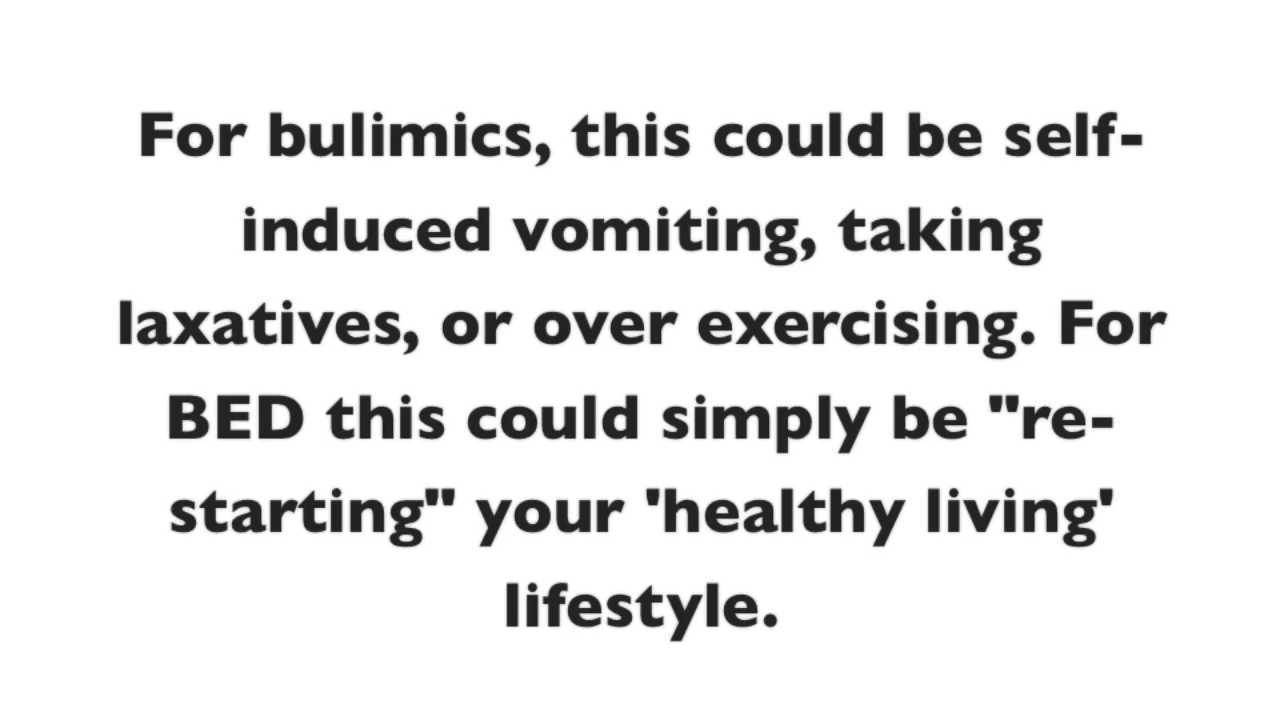 For bulimics, this could be self-
induced vomiting, taking
laxatives, or over exercising. For
BED this could simply be "re-
starting" your 'healthy living'
lifestyle.